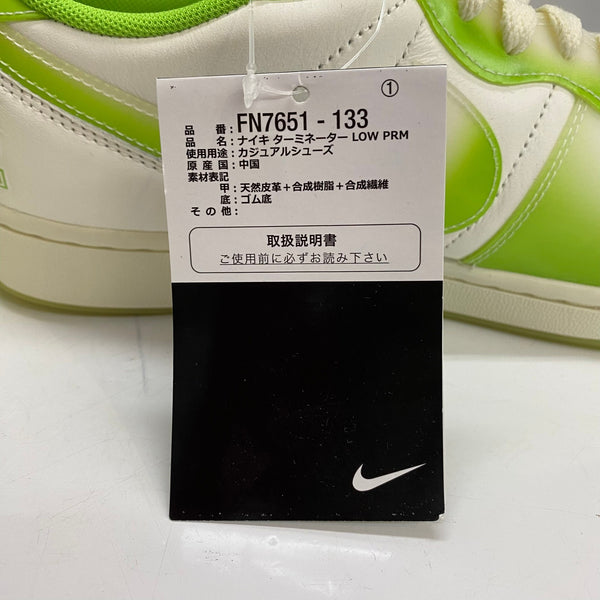 ①
品 番：FN7651 - 133
品 名：ナイキ ターミネーター LOW PRM
使用用途：カジュアルシューズ
原 産 国：中国
素材表記
甲：天然皮革＋合成樹脂＋合成繊維
底：ゴム底
そ の 他：
取扱説明書
ご使用前に必ずお読み下さい